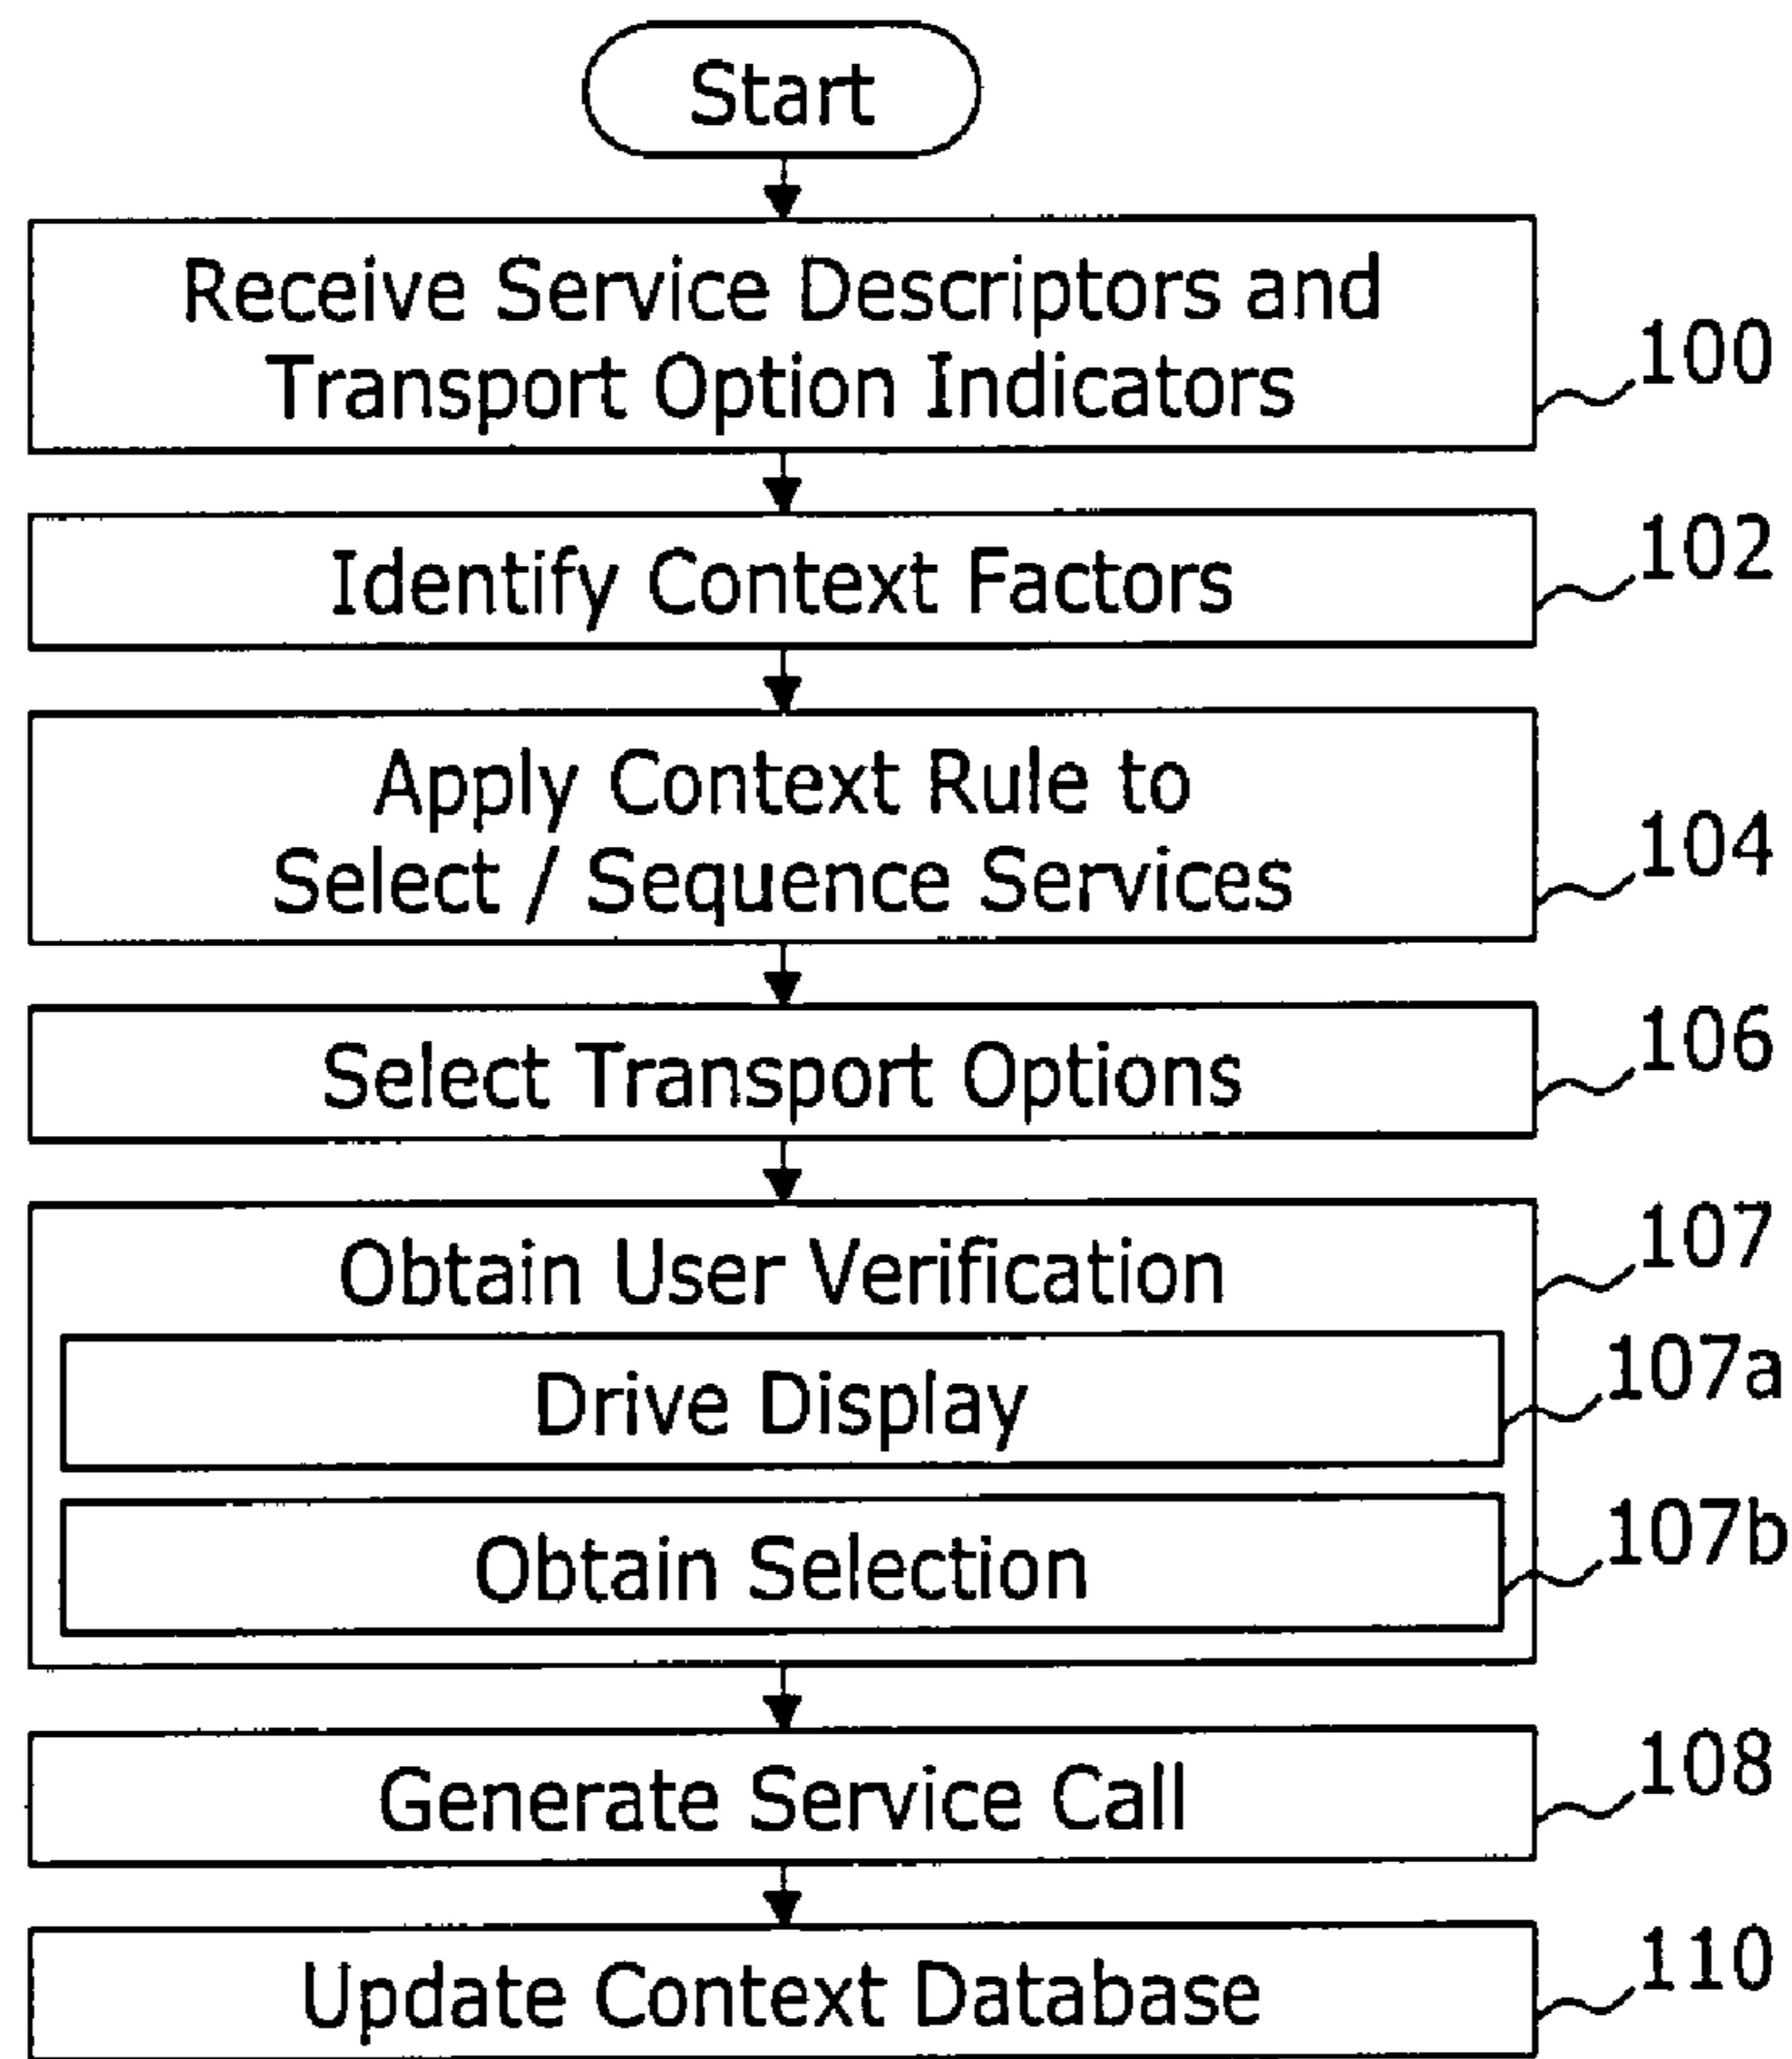 Start
Receive Service Descriptors and
Transport Option Indicators
100
Identify Context Factors
102
Apply Context Rule to
Select / Sequence Services
104
Select Transport Options
106
Obtain User Verification
107
Drive Display
107a
Obtain Selection
107b
Generate Service Call
108
Update Context Database
110